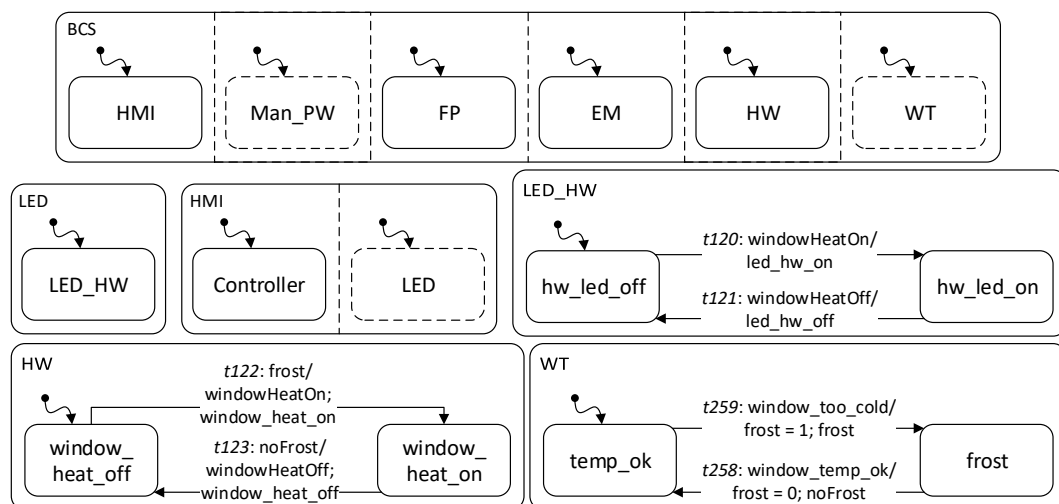 BCS
HMI
Man_PW
FP
EM
HW
WT
LED
LED_HW
HMI
Controller
LED
LED_HW
hw_led_off
t120: windowHeatOn/
led_hw_on
t121: windowHeatOff/
led_hw_off
hw_led_on
HW
window_
heat_off
t122: frost/
windowHeatOn;
window_heat_on
t123: noFrost/
windowHeatOff;
window_heat_off
window_
heat_on
WT
temp_ok
t259: window_too_cold/
frost = 1; frost
t258: window_temp_ok/
frost = 0; noFrost
frost